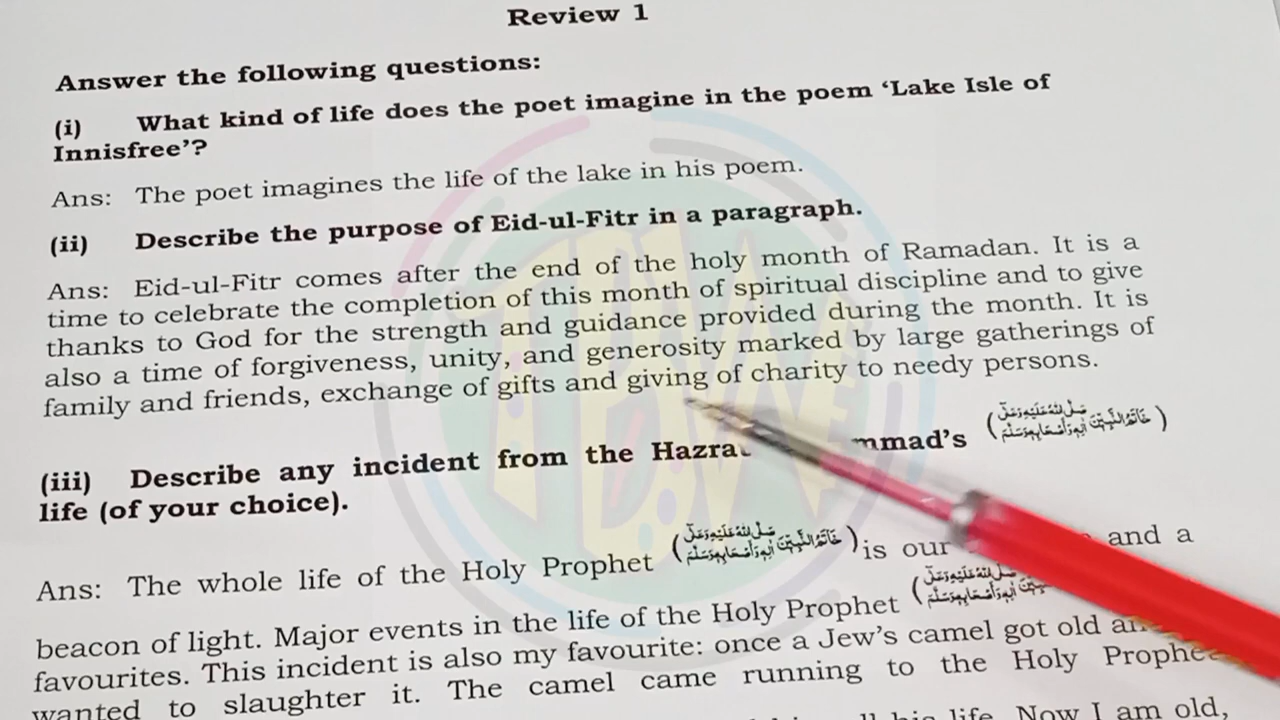 Review 1
Answer the following questions:
(i) What kind of life does the poet imagine in the poem ‘Lake Isle of
Innisfree’?
Ans: The poet imagines the life of the lake in his poem.
(ii) Describe the purpose of Eid-ul-Fitr in a paragraph.
Ans: Eid-ul-Fitr comes after the end of the holy month of Ramadan. It is a
time to celebrate the completion of this month of spiritual discipline and to give
thanks to God for the strength and guidance provided during the month. It is
also a time of forgiveness, unity, and generosity marked by large gatherings of
family and friends, exchange of gifts and giving of charity to needy persons.
(iii) Describe any incident from the mmad’s
life (of your choice).
Ans: The whole life of the Holy Prophet is our and a
beacon of light. Major events in the life of the Holy Prophet
favourites. This incident is also my favourite: once a Jew’s camel got old
wanted to slaughter it. The camel came running to the Holy
his life. Now I am old,